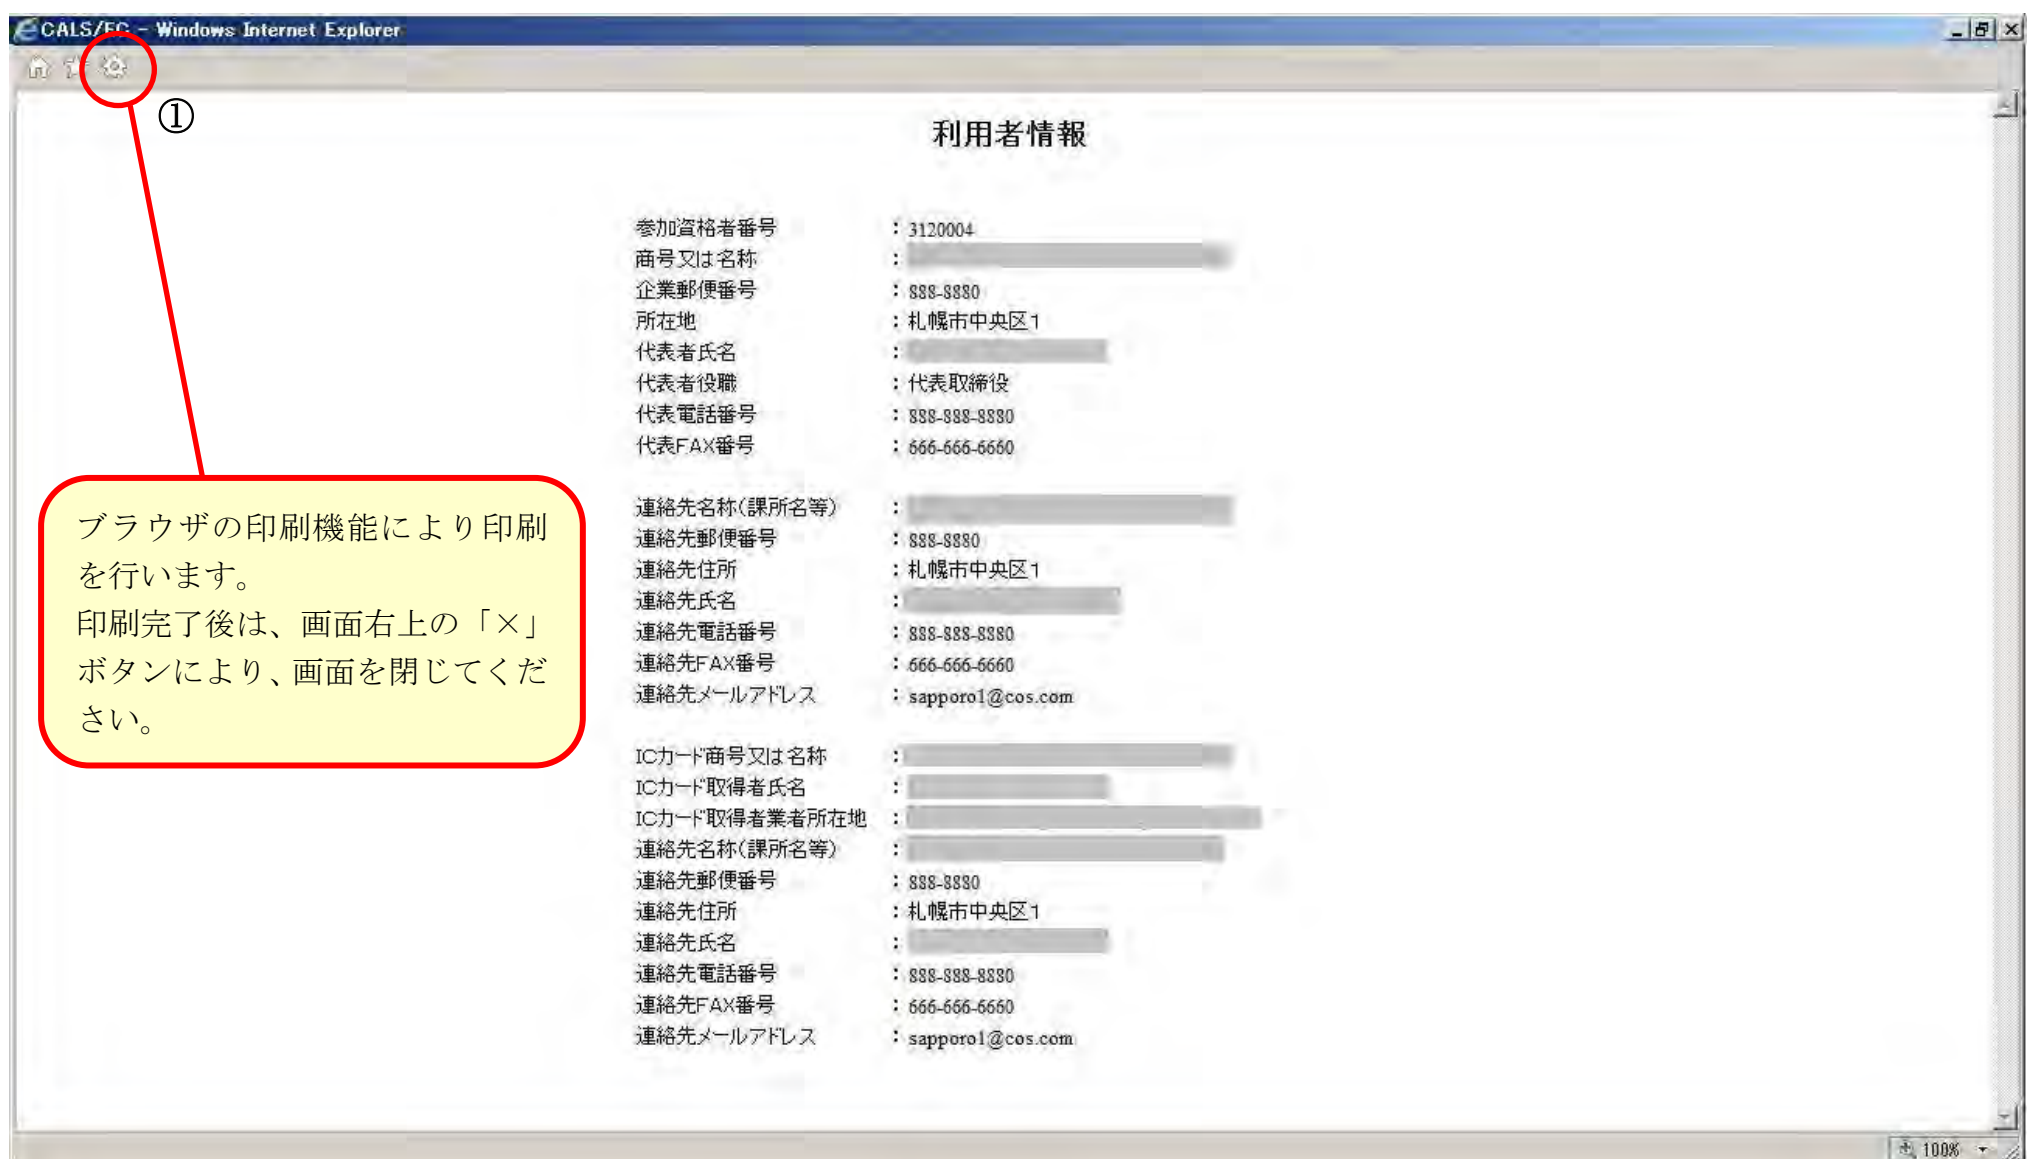 CALS/EC - Windows Internet Explorer
①
利用者情報
参加資格者番号 : 3120004
商号又は名称 :
企業郵便番号 : 888-8880
所在地 : 札幌市中央区1
代表者氏名 :
代表者役職 : 代表取締役
代表電話番号 : 888-888-8880
代表FAX番号 : 666-666-6660
連絡先名称(課所名等) :
連絡先郵便番号 : 888-8880
連絡先住所 : 札幌市中央区1
連絡先氏名 :
連絡先電話番号 : 888-888-8880
連絡先FAX番号 : 666-666-6660
連絡先メールアドレス : sapporo1@cos.com
ICカード商号又は名称 :
ICカード取得者氏名 :
ICカード取得者業者所在地 :
連絡先名称(課所名等) :
連絡先郵便番号 : 888-8880
連絡先住所 : 札幌市中央区1
連絡先氏名 :
連絡先電話番号 : 888-888-8880
連絡先FAX番号 : 666-666-6660
連絡先メールアドレス : sapporo1@cos.com
ブラウザの印刷機能により印刷
を行います。
印刷完了後は、画面右上の「×」
ボタンにより、画面を閉じてくだ
さい。
100%